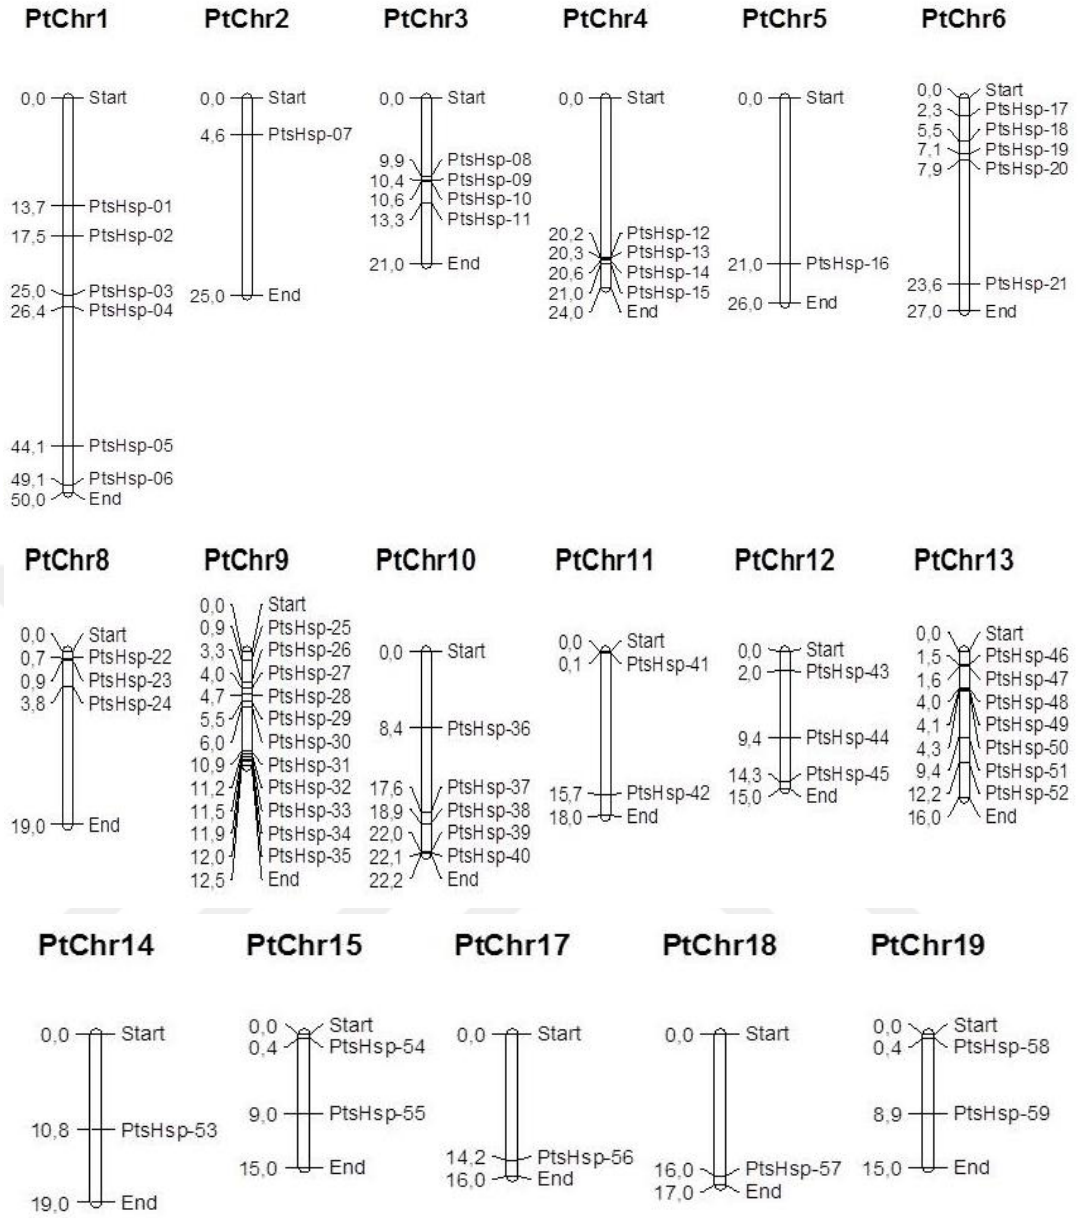 PtChr1 PtChr2 PtChr3 PtChr4 PtChr5 PtChr6
0,0 Start
13,7 PtsHsp-01
17,5 PtsHsp-02
25,0 PtsHsp-03
26,4 PtsHsp-04
44,1 PtsHsp-05
49,1 PtsHsp-06
50,0 End
0,0 Start
4,6 PtsHsp-07
25,0 End
0,0 Start
9,9 PtsHsp-08
10,4 PtsHsp-09
10,6 PtsHsp-10
13,3 PtsHsp-11
21,0 End
0,0 Start
20,2 PtsHsp-12
20,3 PtsHsp-13
20,6 PtsHsp-14
21,0 PtsHsp-15
24,0 End
0,0 Start
21,0 PtsHsp-16
26,0 End
0,0 Start
2,3 PtsHsp-17
5,5 PtsHsp-18
7,1 PtsHsp-19
7,9 PtsHsp-20
23,6 PtsHsp-21
27,0 End
PtChr8 PtChr9 PtChr10 PtChr11 PtChr12 PtChr13
0,0 Start
0,7 PtsHsp-22
0,9 PtsHsp-23
3,8 PtsHsp-24
19,0 End
0,0 Start
0,9 PtsHsp-25
3,3 PtsHsp-26
4,0 PtsHsp-27
4,7 PtsHsp-28
5,5 PtsHsp-29
6,0 PtsHsp-30
10,9 PtsHsp-31
11,2 PtsHsp-32
11,5 PtsHsp-33
11,9 PtsHsp-34
12,0 PtsHsp-35
12,5 End
0,0 Start
8,4 PtsHsp-36
17,6 PtsHsp-37
18,9 PtsHsp-38
22,0 PtsHsp-39
22,1 PtsHsp-40
22,2 End
0,0 Start
0,1 PtsHsp-41
15,7 PtsHsp-42
18,0 End
0,0 Start
2,0 PtsHsp-43
9,4 PtsHsp-44
14,3 PtsHsp-45
15,0 End
0,0 Start
1,5 PtsHsp-46
1,6 PtsHsp-47
4,0 PtsHsp-48
4,1 PtsHsp-49
4,3 PtsHsp-50
9,4 PtsHsp-51
12,2 PtsHsp-52
16,0 End
PtChr14 PtChr15 PtChr17 PtChr18 PtChr19
0,0 Start
10,8 PtsHsp-53
19,0 End
0,0 Start
0,4 PtsHsp-54
9,0 PtsHsp-55
15,0 End
0,0 Start
14,2 PtsHsp-56
16,0 End
0,0 Start
16,0 PtsHsp-57
17,0 End
0,0 Start
0,4 PtsHsp-58
8,9 PtsHsp-59
15,0 End